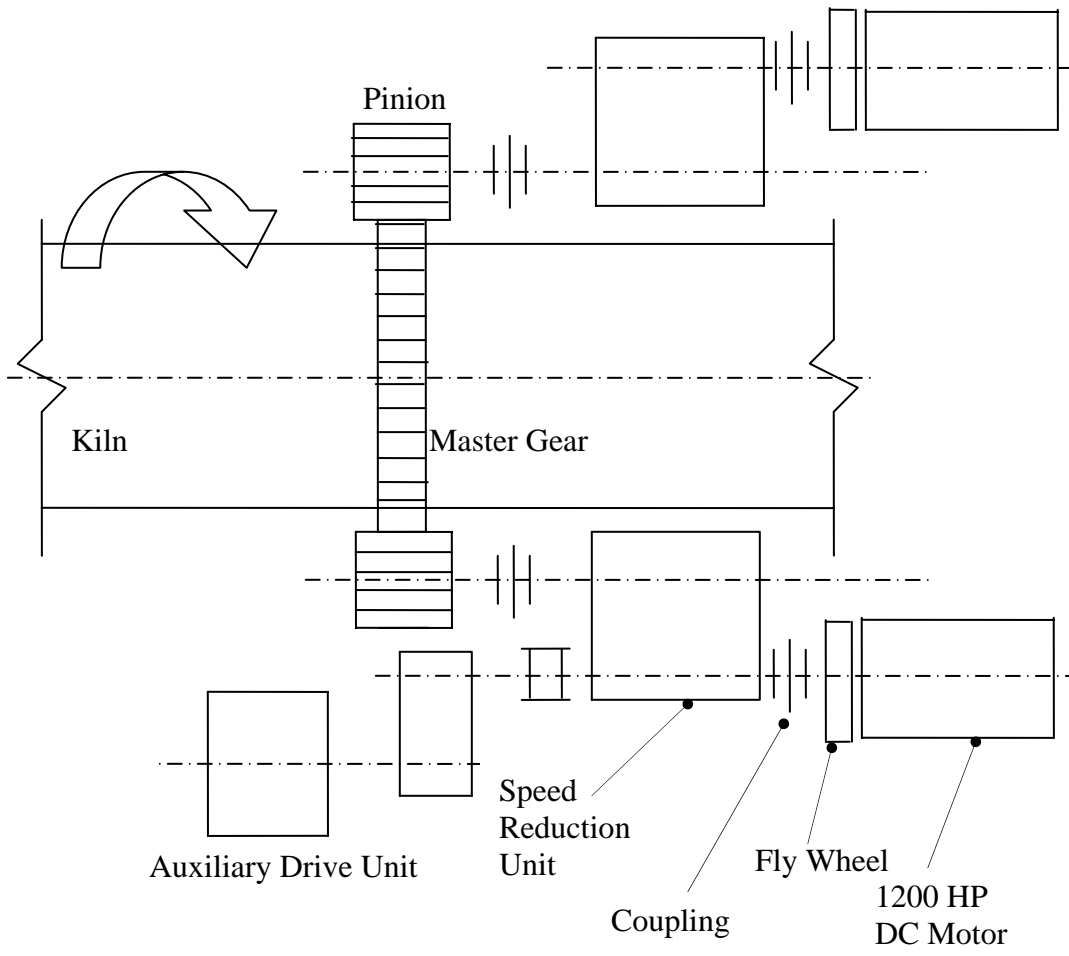 Pinion
Kiln
Master Gear
Speed
Reduction
Unit
Auxiliary Drive Unit
Fly Wheel
Coupling
1200 HP
DC Motor